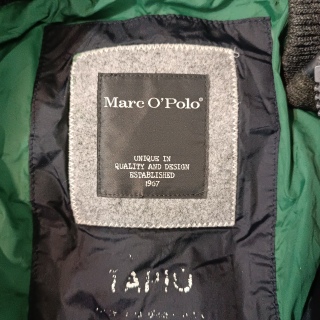 Marc O'Polo®
UNIQUE IN
QUALITY AND DESIGN
ESTABLISHED
1967
TAPIO